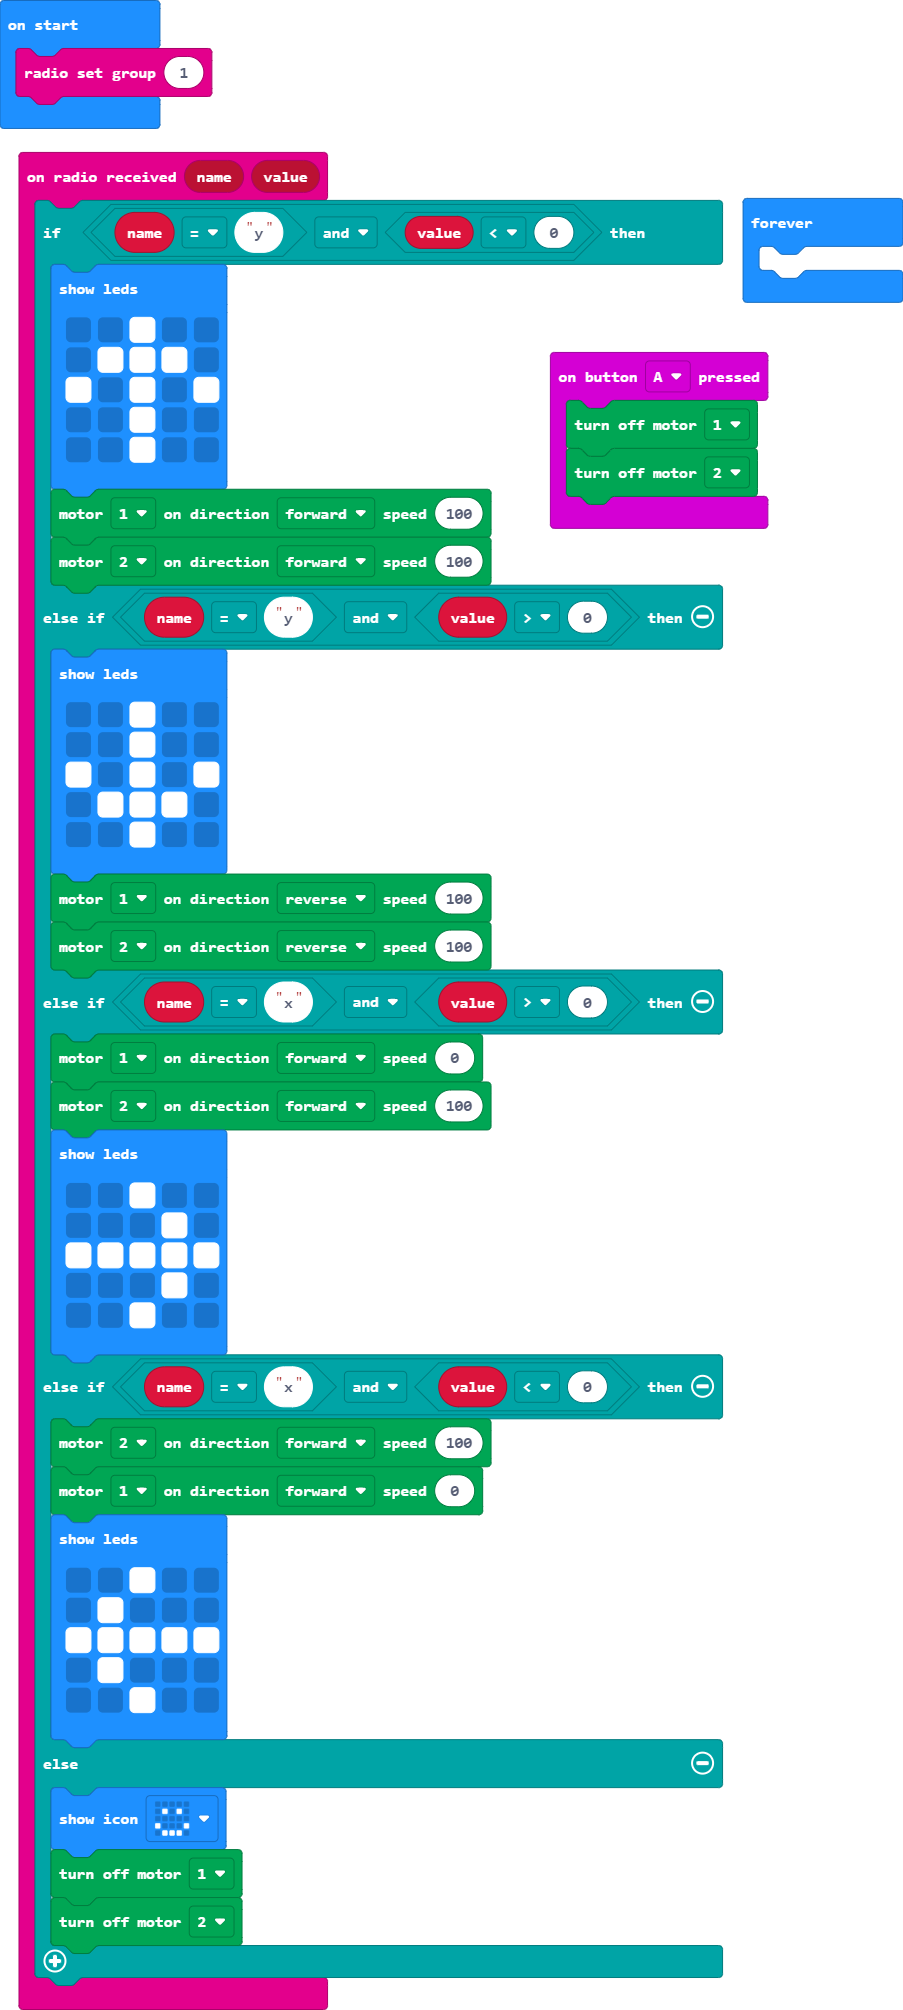 on start
radio set group 1
on radio received name value
if name = "y" and value < 0 then
forever
show leds
on button A pressed
turn off motor 1
turn off motor 2
motor 1 on direction forward speed 100
motor 2 on direction forward speed 100
else if name = "y" and value > 0 then
show leds
motor 1 on direction reverse speed 100
motor 2 on direction reverse speed 100
else if name = "x" and value > 0 then
motor 1 on direction forward speed 0
motor 2 on direction forward speed 100
show leds
else if name = "x" and value < 0 then
motor 2 on direction forward speed 100
motor 1 on direction forward speed 0
show leds
else
show icon
turn off motor 1
turn off motor 2